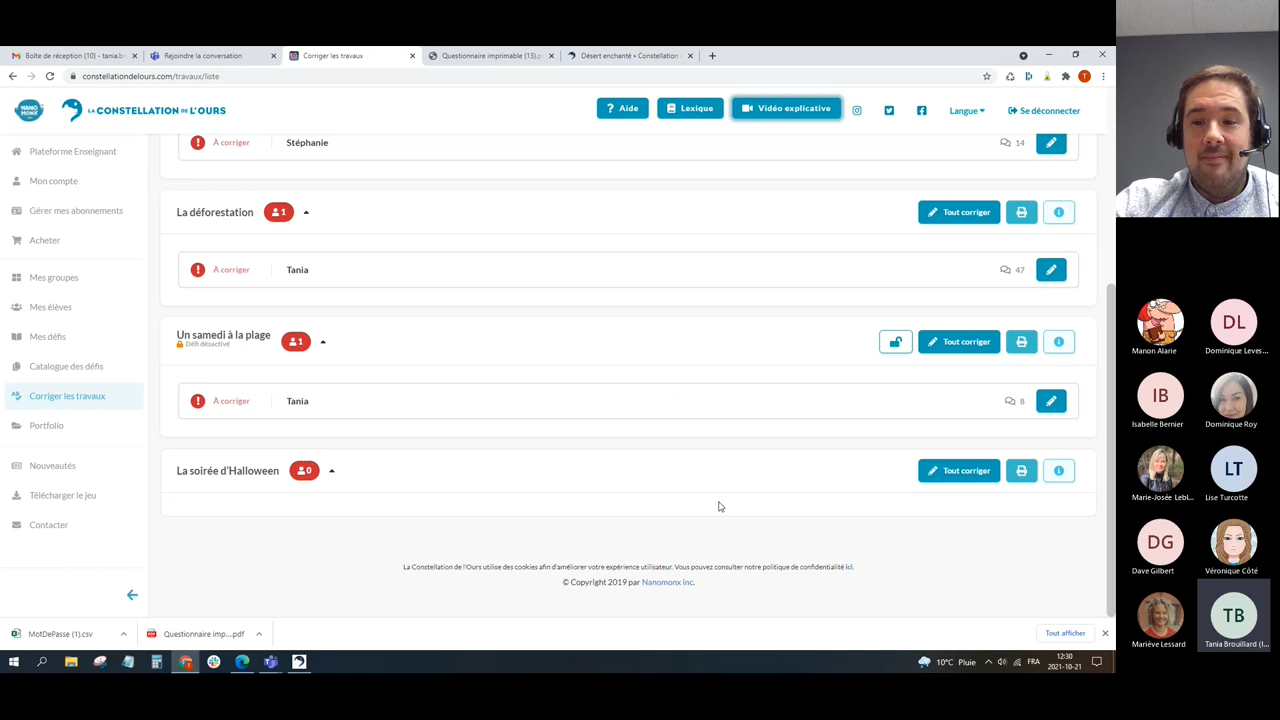 Boîte de réception (10) - tania.b
Rejoindre la conversation
Corriger les travaux
Questionnaire imprimable (13).p
Désert enchanté • Constellation
constellationdelours.com/travaux/liste
T
NANO MONX
LA CONSTELLATION DE L'OURS
Aide
Lexique
Vidéo explicative
Langue
Se déconnecter
Plateforme Enseignant
Mon compte
Gérer mes abonnements
Acheter
Mes groupes
Mes élèves
Mes défis
Catalogue des défis
Corriger les travaux
Portfolio
Nouveautés
Télécharger le jeu
Contacter
À corriger
Stéphanie
14
La déforestation
1
Tout corriger
À corriger
Tania
47
Un samedi à la plage
Défi désactivé
1
Tout corriger
À corriger
Tania
8
La soirée d'Halloween
0
Tout corriger
La Constellation de l'Ours utilise des cookies afin d'améliorer votre expérience utilisateur. Vous pouvez consulter notre politique de confidentialité ici.
© Copyright 2019 par Nanomonx inc.
MotDePasse (1).csv
Questionnaire imp....pdf
Tout afficher
10°C Pluie
FRA
12:30
2021-10-21
Manon Alarie
DL
Dominique Leves...
IB
Isabelle Bernier
Dominique Roy
Marie-Josée Lebl...
LT
Lise Turcotte
DG
Dave Gilbert
Véronique Côté
Mariève Lessard
TB
Tania Brouillard (I...